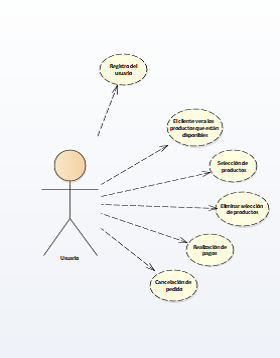 Registro del
usuario
El cliente vera los
productos que están
disponibles
Selección de
productos
Eliminar selección
de productos
Realización de
pagos
Cancelación de
pedido
Usuario